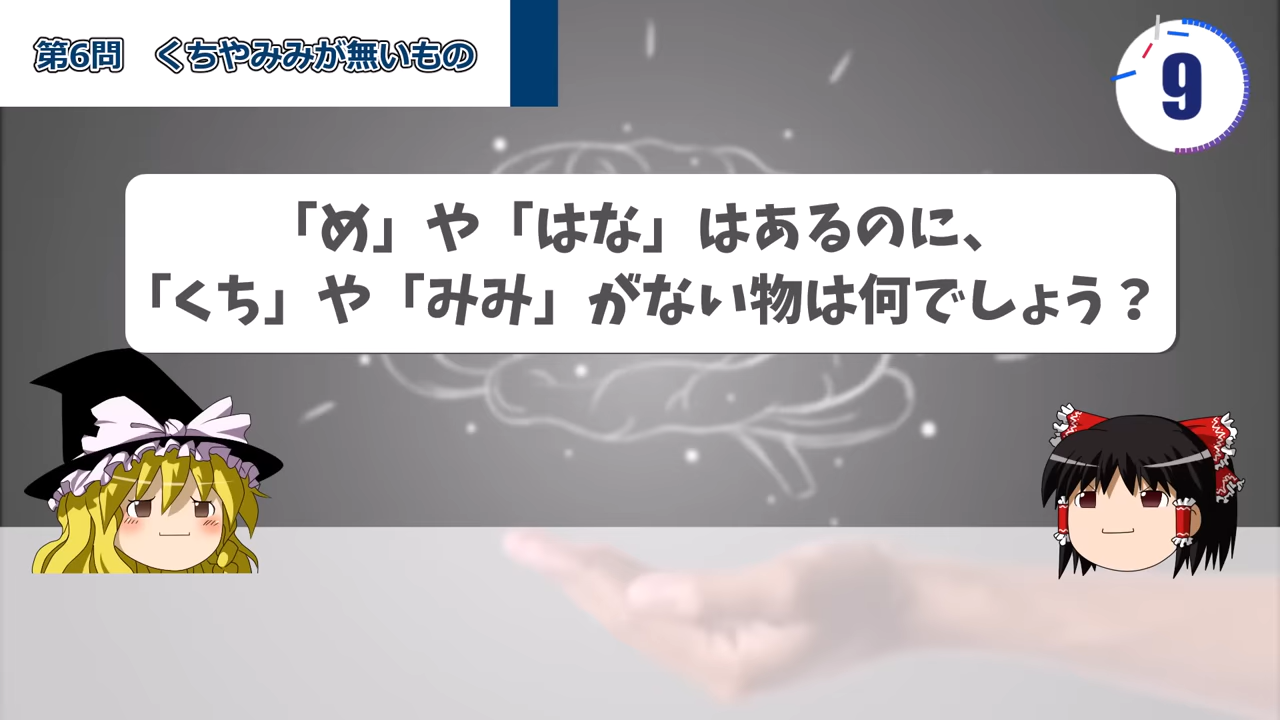 第6問　くちやみみが無いもの
9
「め」や「はな」はあるのに、
「くち」や「みみ」がない物は何でしょう？